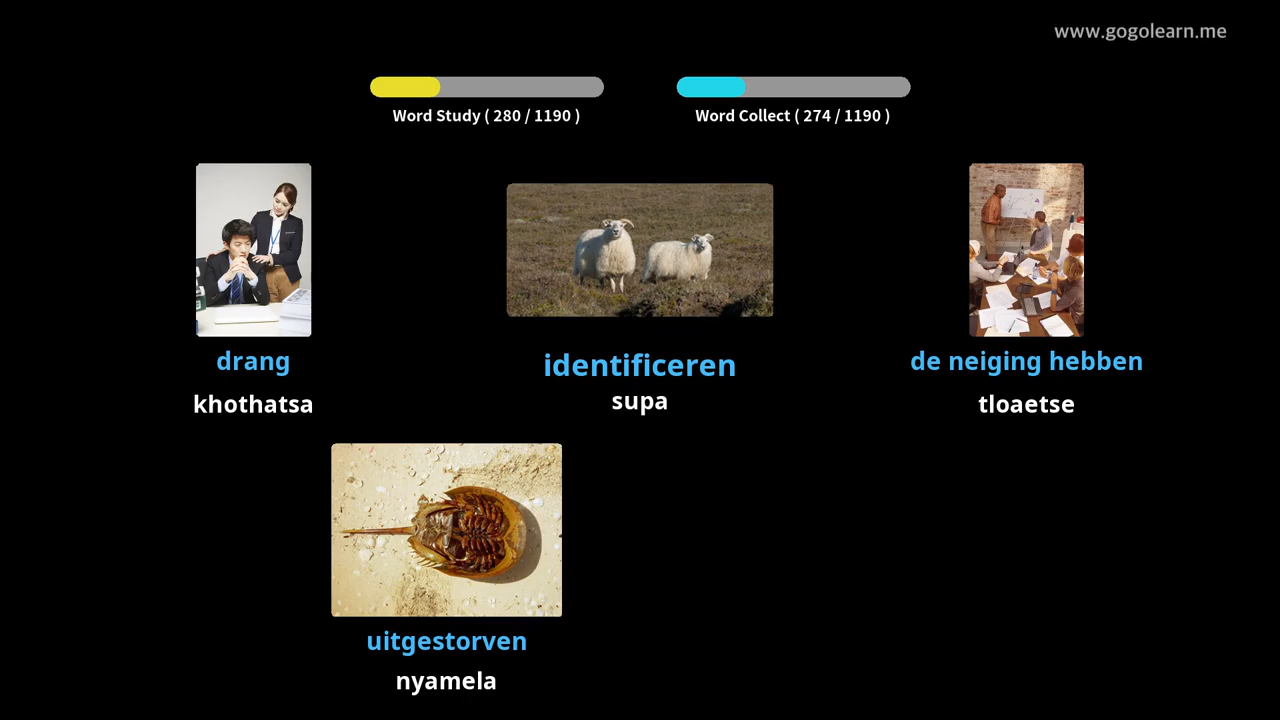 www.gogolearn.me
Word Study ( 280 / 1190 )
Word Collect ( 274 / 1190 )
drang
khothatsa
identificeren
supa
de neiging hebben
tloaetse
uitgestorven
nyamela